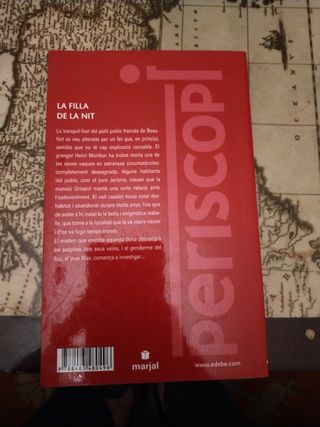 LA FILLA
DE LA NIT
La tranquil·litat del petit poble francés de Beau-
fort es veu alterada per un fet que, en principi,
sembla que no té cap explicació raonable. El
granger Henri Morillon ha trobat morta una de
les seues vaques en estranyes circumstàncies:
completament dessagnada. Alguns habitants
del poble, com el jove Jeròme, creuen que la
mansió Grisard manté una certa relació amb
l'esdeveniment. El vell casalot havia estat des-
habitat i abandonat durant molts anys, fins que
de sobte s'hi instal·la la bella i enigmàtica Isabe-
lle, que torna a la localitat que la va veure nàixer
i d'on va fugir temps enrere.
El misteri que envolta aquesta dona despertarà
les sospites dels seus veïns, i el gendarme del
lloc, el jove Max, comença a investigar...
periscopi
marjal
www.edebe.com